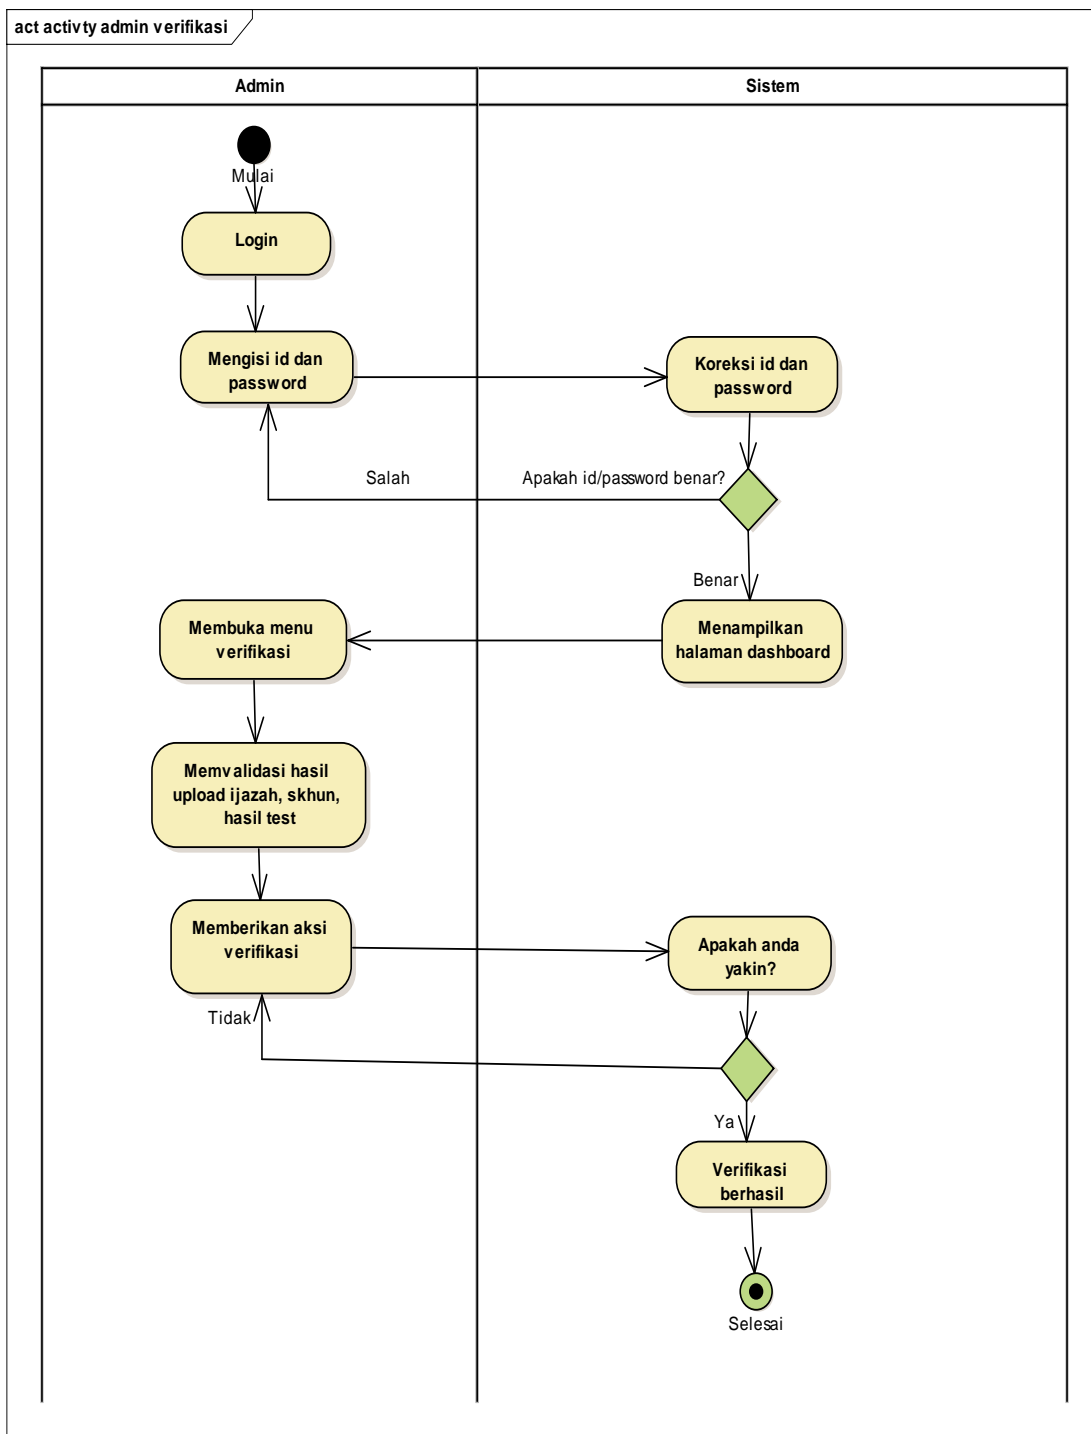 act activty admin verifikasi
Admin
Sistem
Mulai
Login
Mengisi id dan
password
Koreksi id dan
password
Salah
Apakah id/password benar?
Benar
Membuka menu
verifikasi
Menampilkan
halaman dashboard
Memvalidasi hasil
upload ijazah, skhun,
hasil test
Memberikan aksi
verifikasi
Apakah anda
yakin?
Tidak
Ya
Verifikasi
berhasil
Selesai